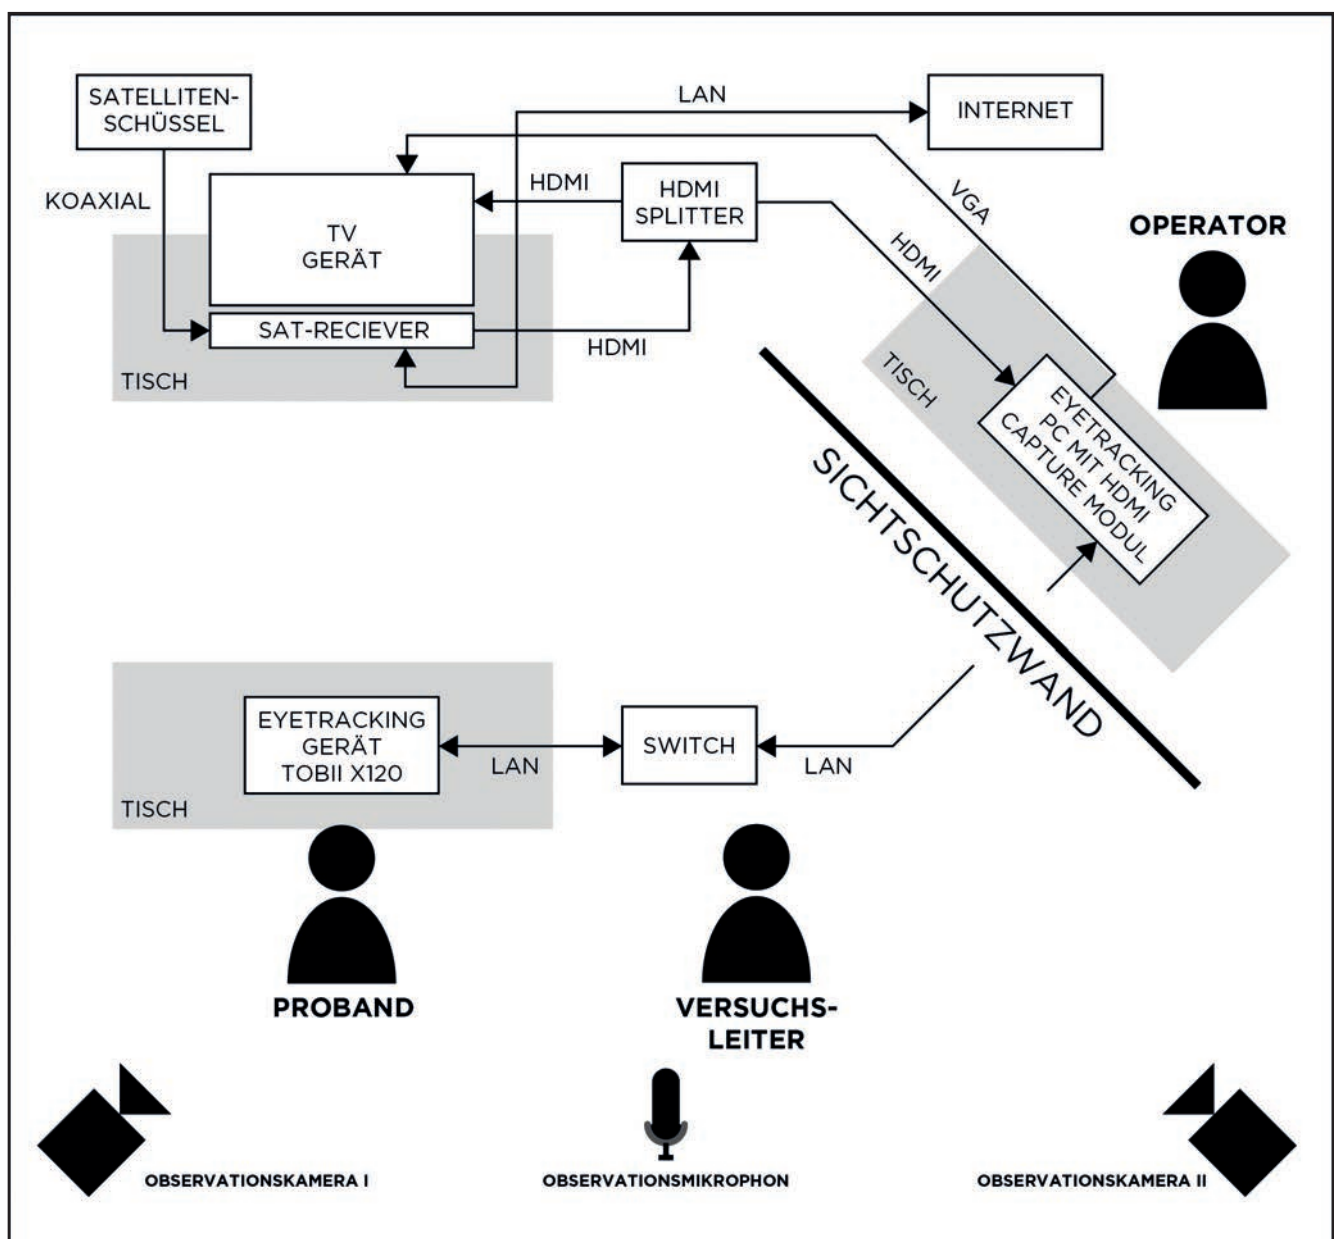 SATELLITEN-
SCHÜSSEL
LAN
INTERNET
KOAXIAL
TV
GERÄT
HDMI
HDMI
SPLITTER
VGA
HDMI
OPERATOR
SAT-RECIEVER
HDMI
TISCH
TISCH
EYETRACKING
PC MIT HDMI
CAPTURE MODUL
SICHTSCHUTZWAND
EYETRACKING
GERÄT
TOBII X120
LAN
SWITCH
LAN
TISCH
PROBAND
VERSUCHS-
LEITER
OBSERVATIONSKAMERA I
OBSERVATIONSMIKROPHON
OBSERVATIONSKAMERA II